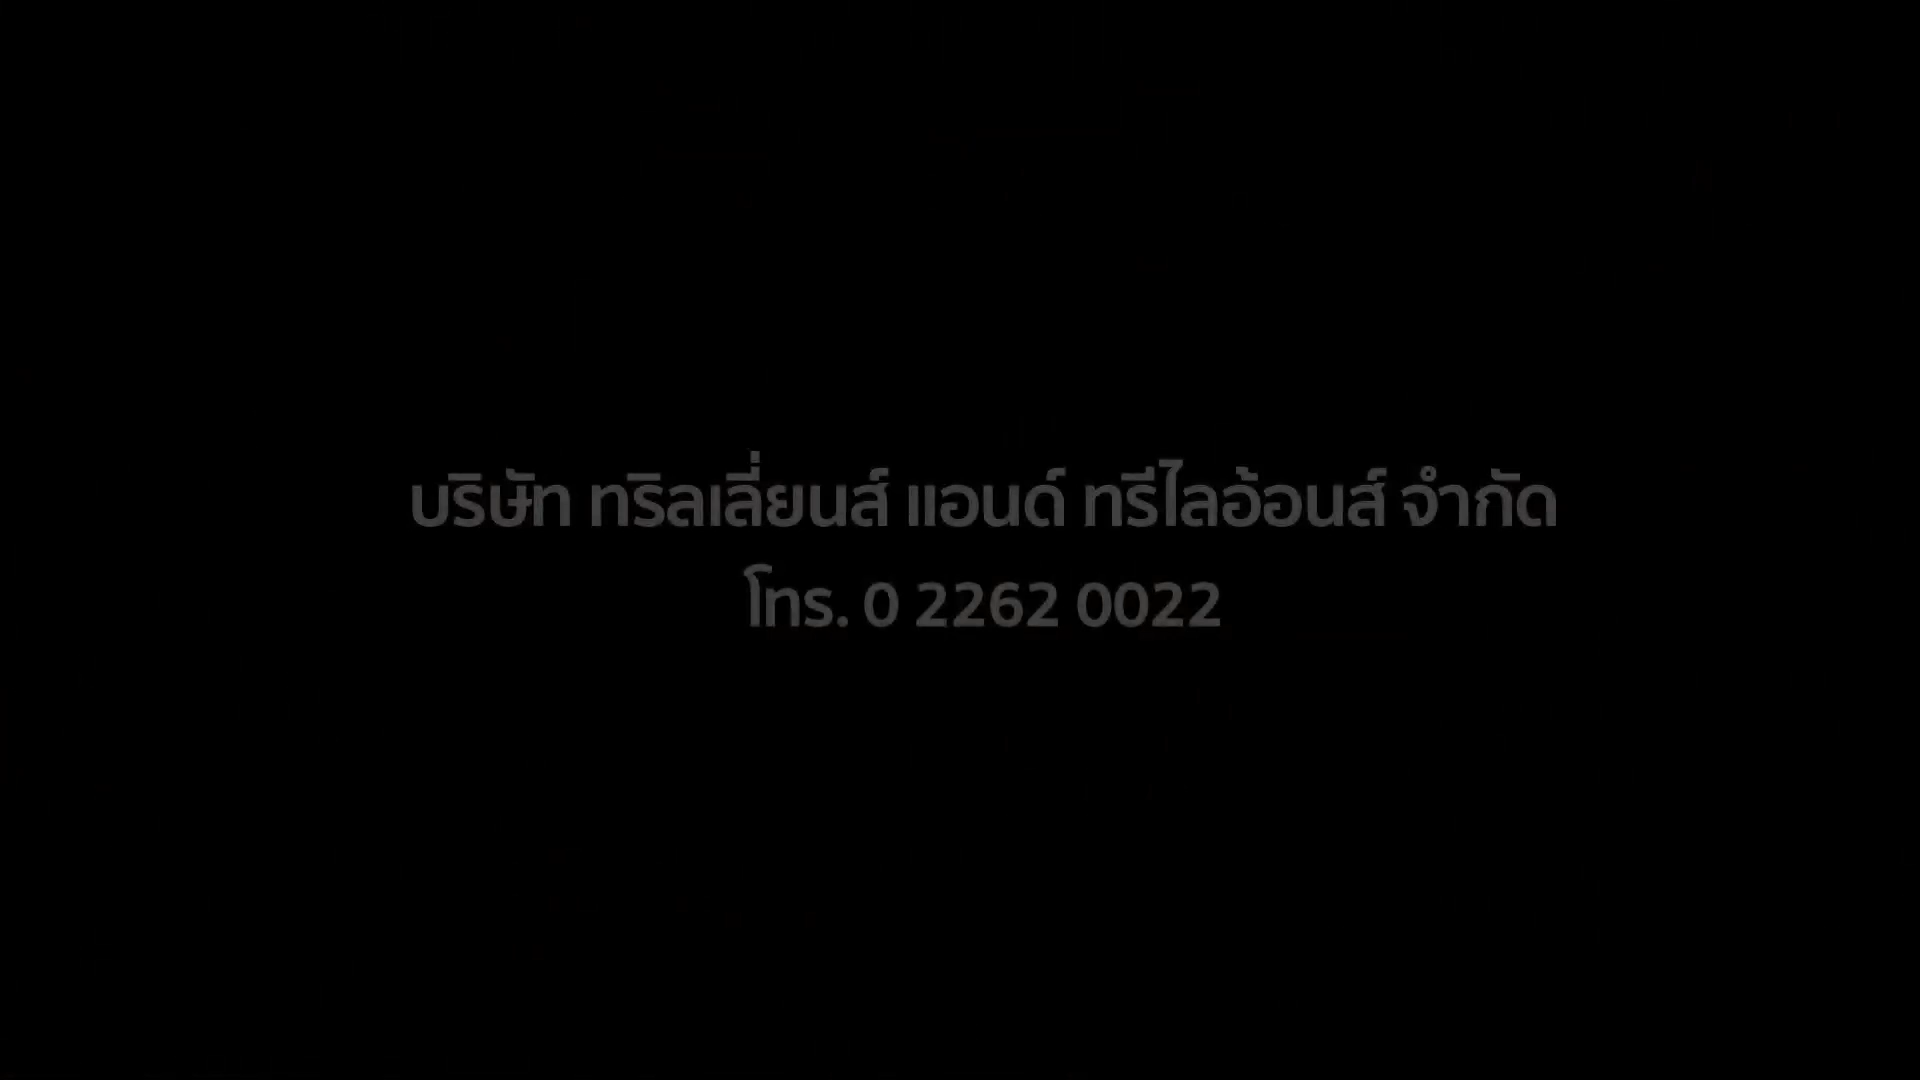 บริษัท ทริลเลี่ยนส์ แอนด์ ทรีไลอ้อนส์ จำกัด
โทร. 0 2262 0022